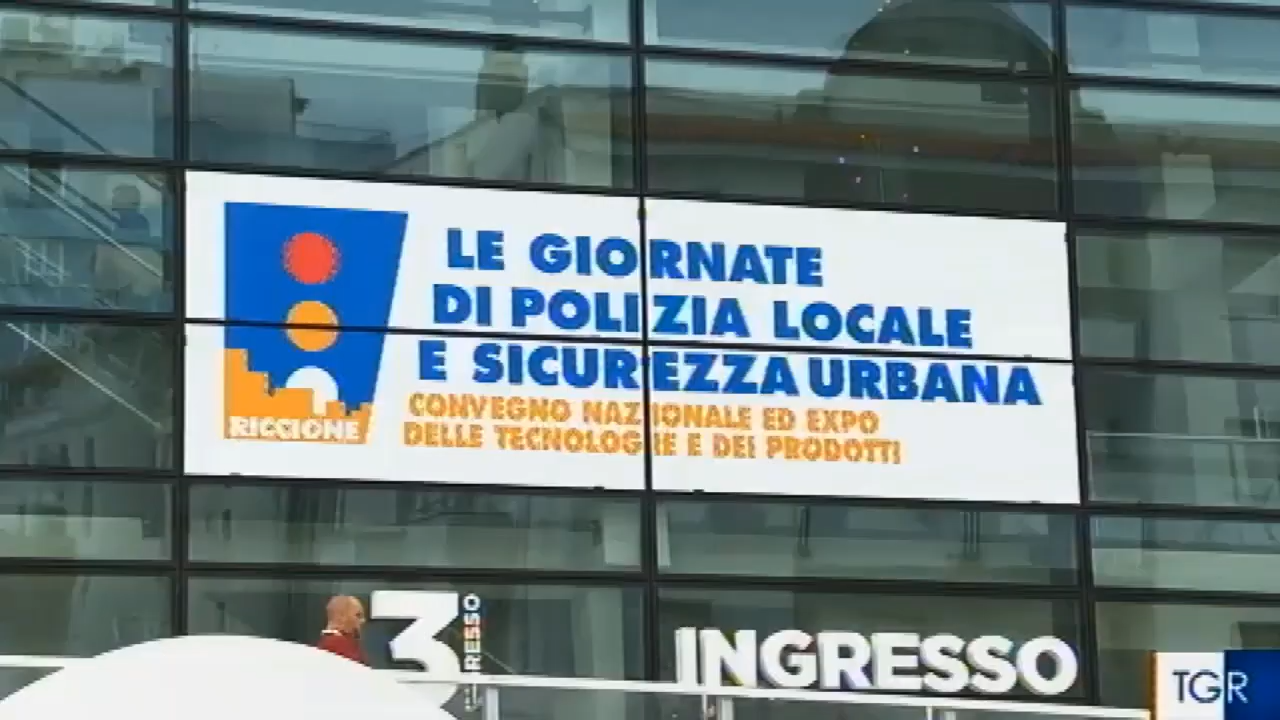 LE GIORNATE
DI POLIZIA LOCALE
E SICUREZZA URBANA
CONVEGNO NAZIONALE ED EXPO
DELLE TECNOLOGIE E DEI PRODOTTI
RICCIONE
3
INGRESSO
TGR